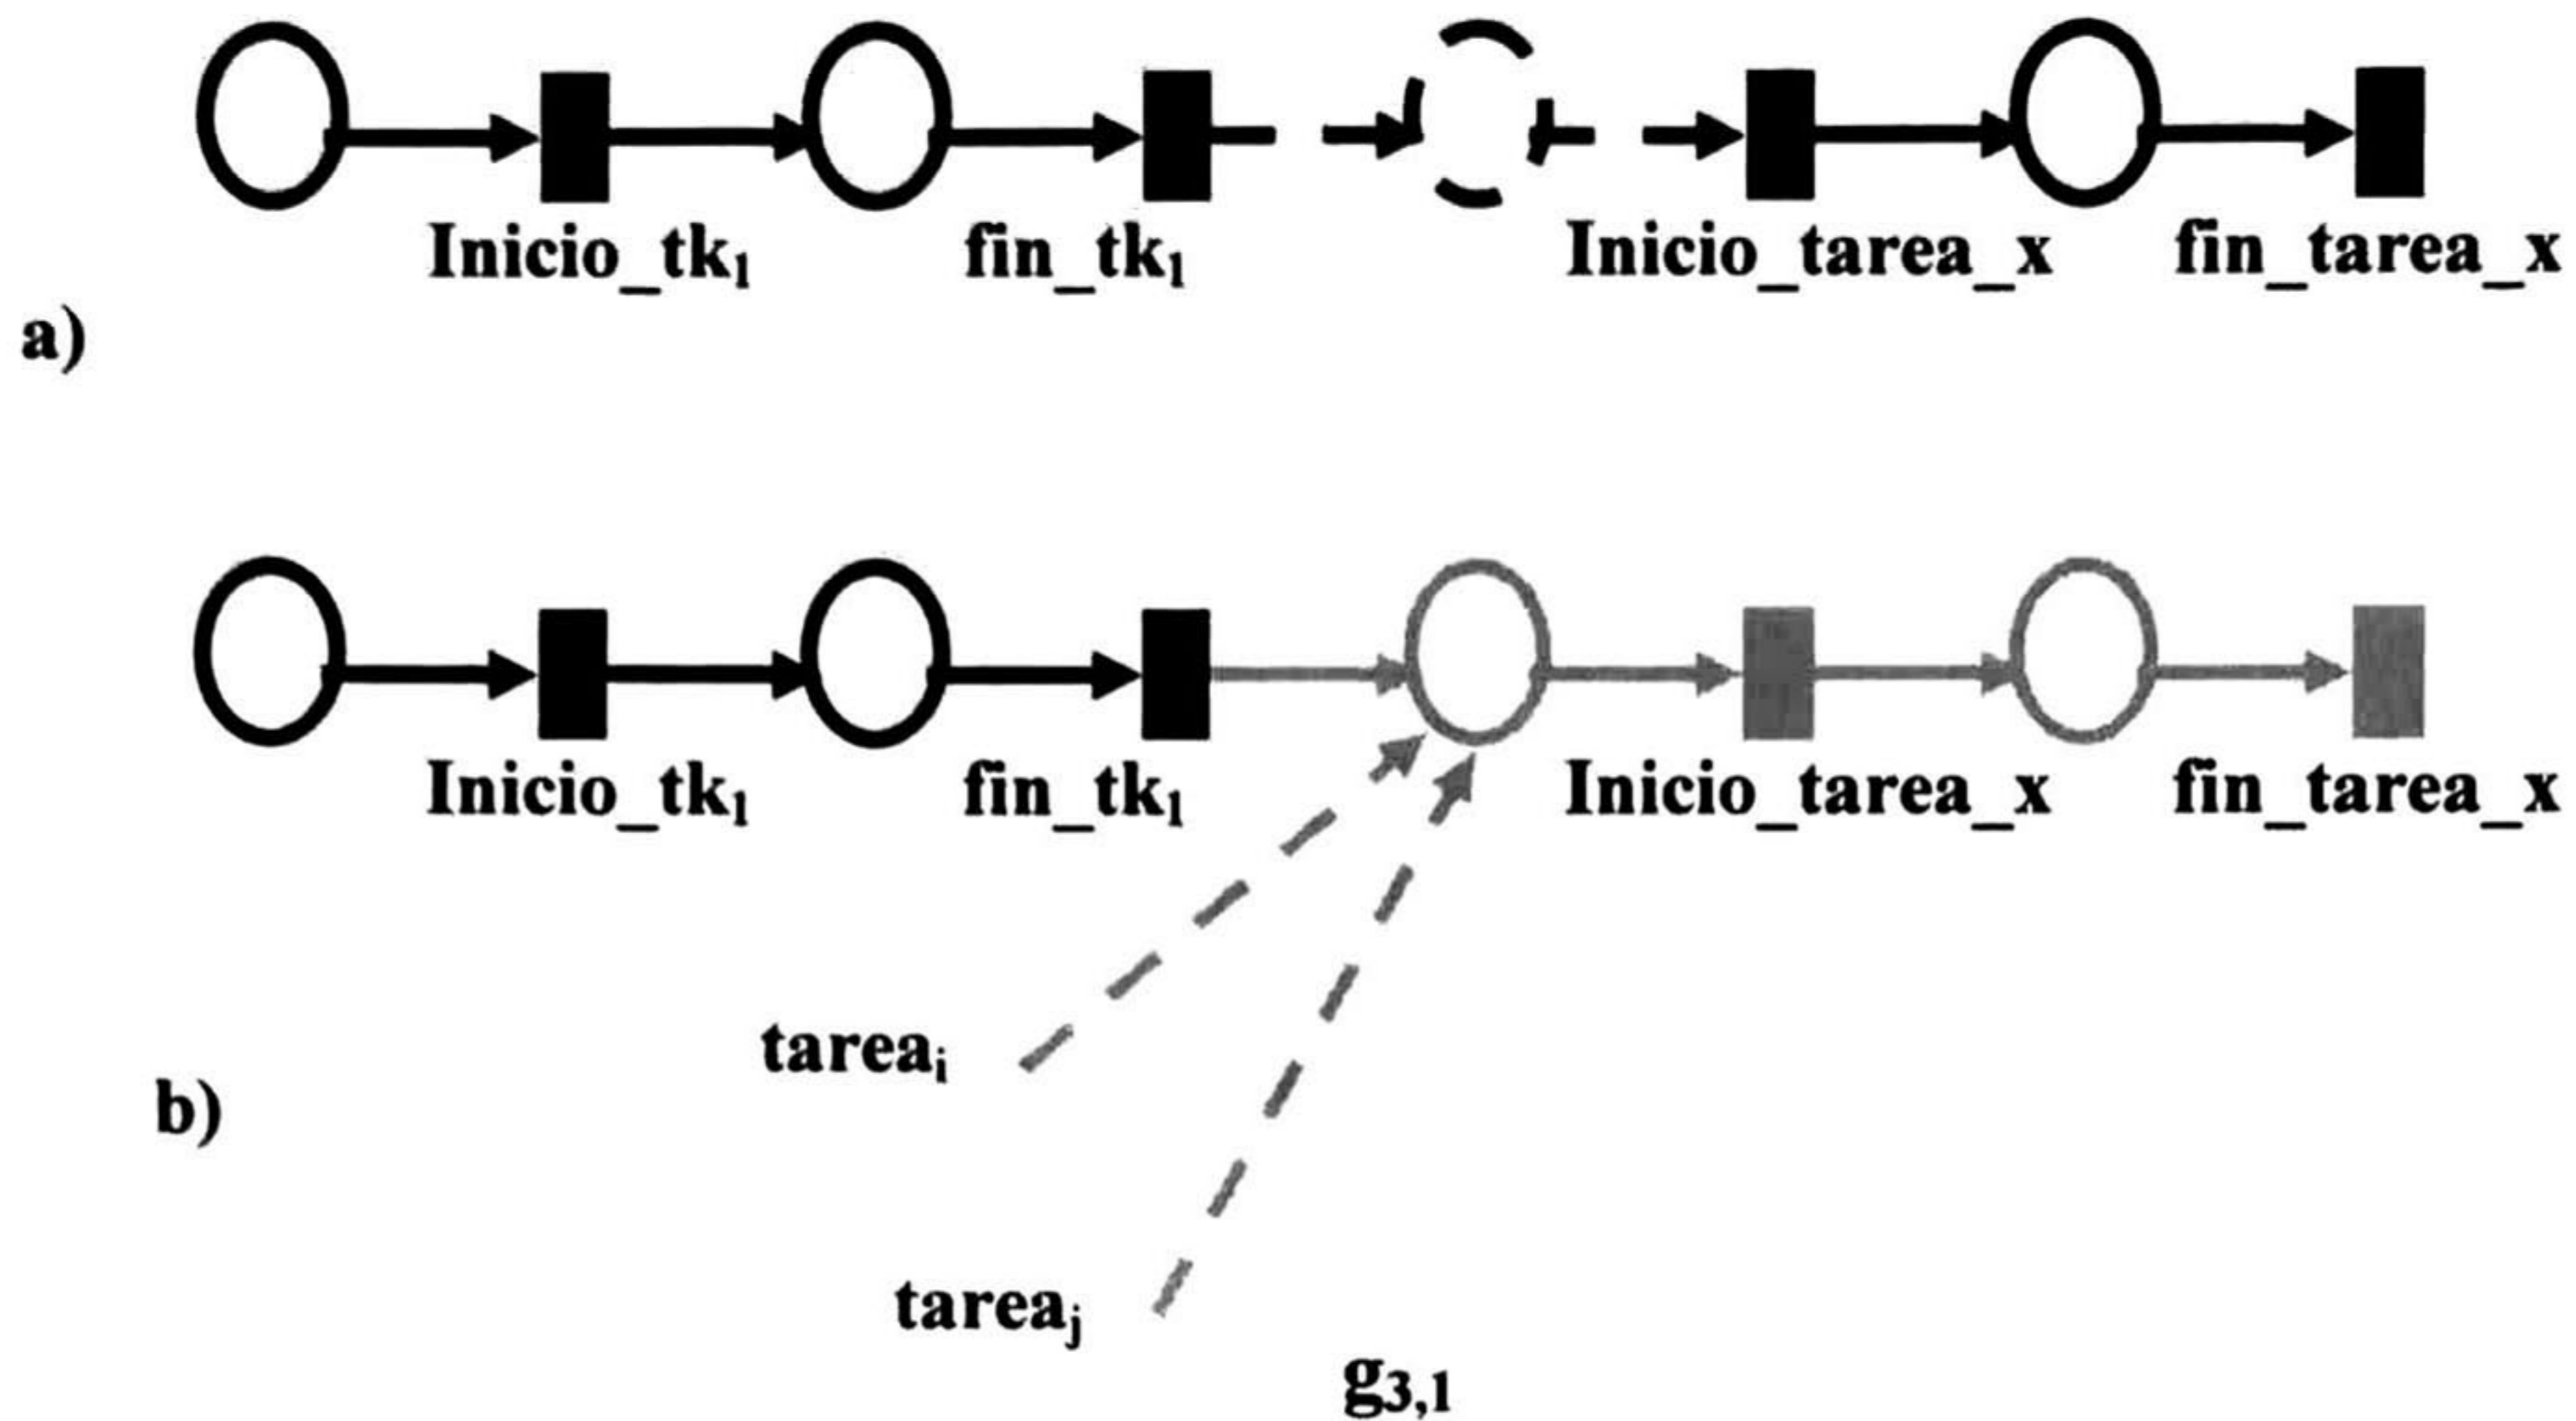 Inicio_tk₁ fin_tk₁ Inicio_tarea_x fin_tarea_x
a)
Inicio_tk₁ fin_tk₁ Inicio_tarea_x fin_tarea_x
tareaᵢ
b)
tareaⱼ
g₃,₁